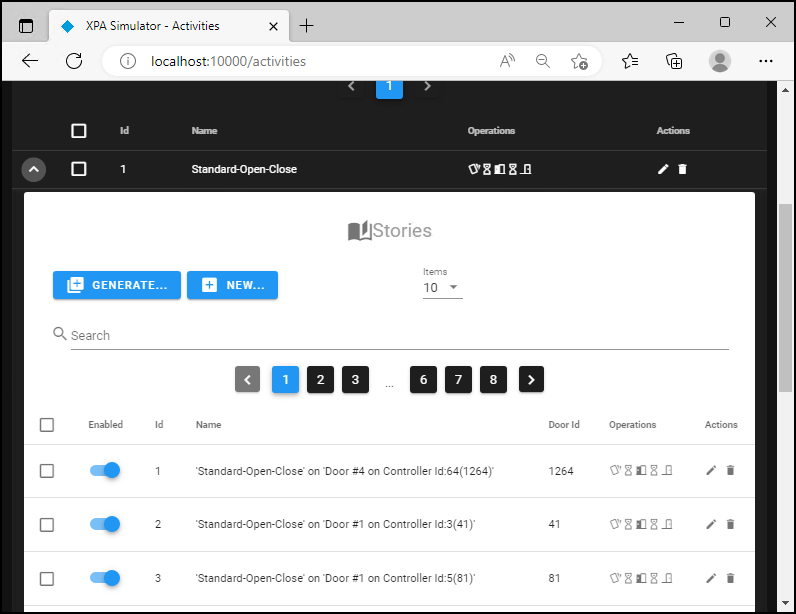 XPA Simulator - Activities
localhost:10000/activities
1
Id Name Operations Actions
1 Standard-Open-Close
Stories
GENERATE... NEW...
Items
10
Search
1 2 3 ... 6 7 8
Enabled Id Name Door Id Operations Actions
1 'Standard-Open-Close' on 'Door #4 on Controller Id:64(1264)' 1264
2 'Standard-Open-Close' on 'Door #1 on Controller Id:3(41)' 41
3 'Standard-Open-Close' on 'Door #1 on Controller Id:5(81)' 81